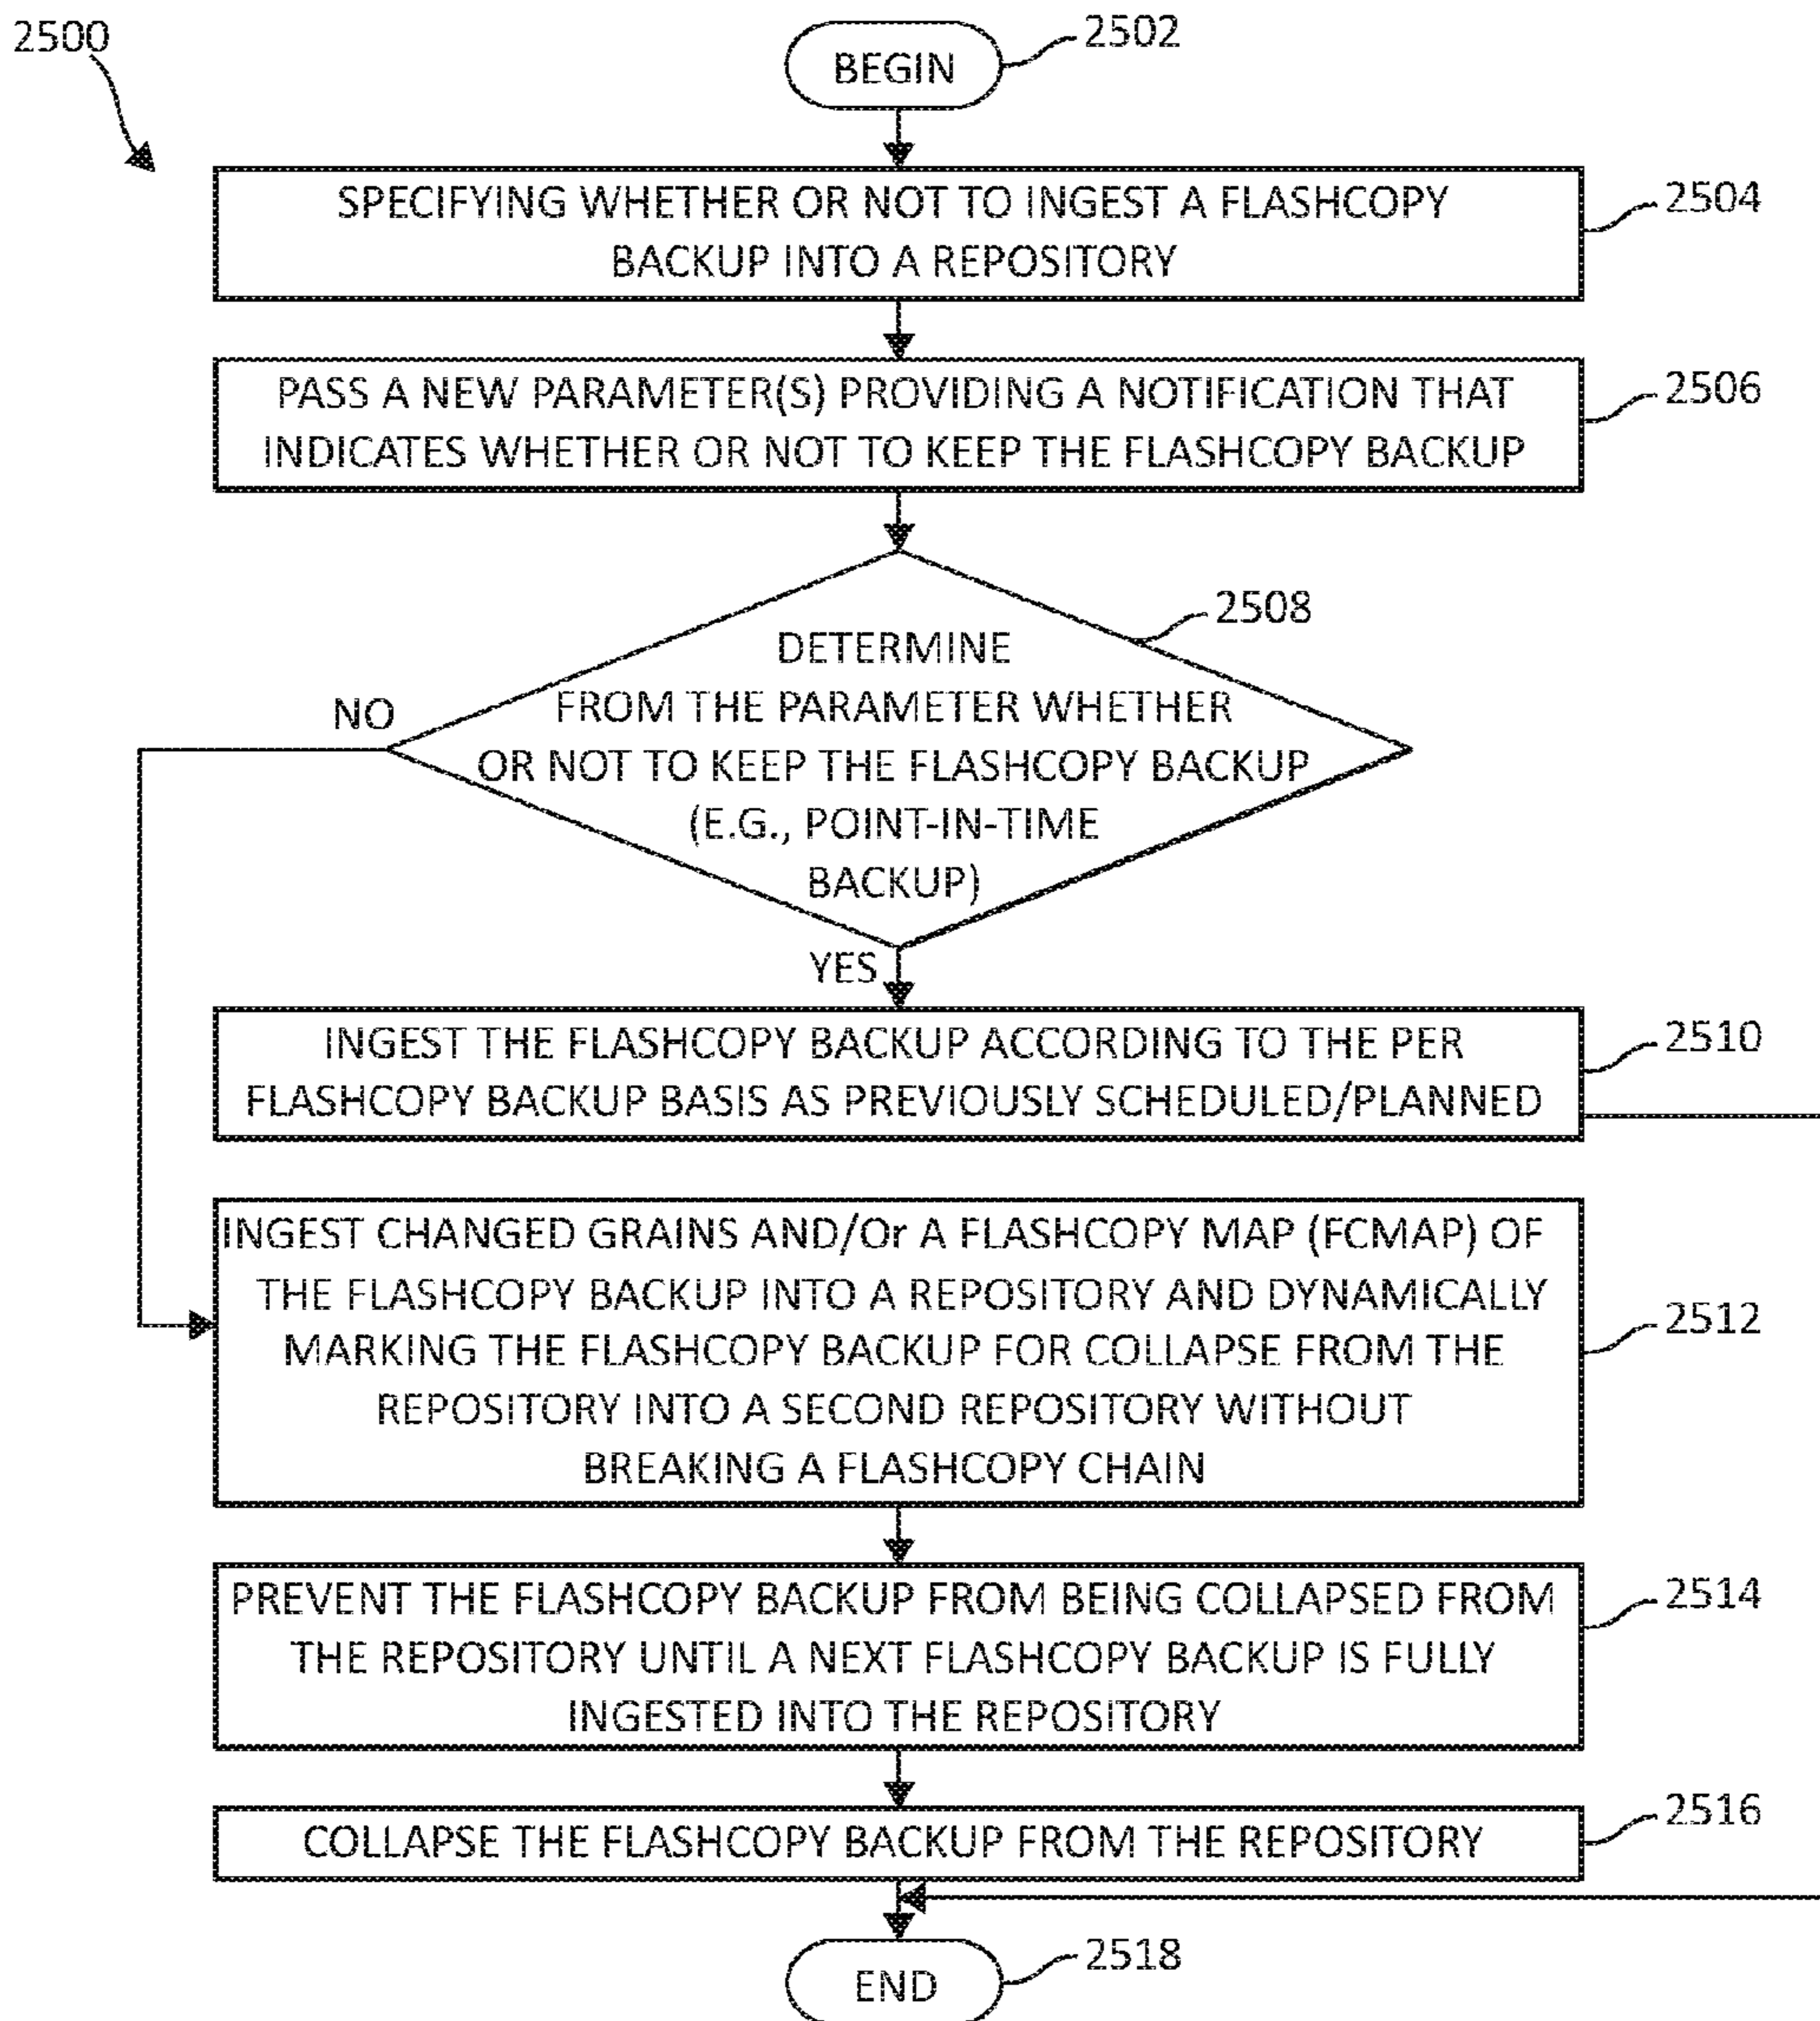 2500
BEGIN
2502
SPECIFYING WHETHER OR NOT TO INGEST A FLASHCOPY
BACKUP INTO A REPOSITORY
2504
PASS A NEW PARAMETER(S) PROVIDING A NOTIFICATION THAT
INDICATES WHETHER OR NOT TO KEEP THE FLASHCOPY BACKUP
2506
2508
DETERMINE
FROM THE PARAMETER WHETHER
OR NOT TO KEEP THE FLASHCOPY BACKUP
(E.G., POINT-IN-TIME
BACKUP)
NO
YES
INGEST THE FLASHCOPY BACKUP ACCORDING TO THE PER
FLASHCOPY BACKUP BASIS AS PREVIOUSLY SCHEDULED/PLANNED
2510
INGEST CHANGED GRAINS AND/Or A FLASHCOPY MAP (FCMAP) OF
THE FLASHCOPY BACKUP INTO A REPOSITORY AND DYNAMICALLY
MARKING THE FLASHCOPY BACKUP FOR COLLAPSE FROM THE
REPOSITORY INTO A SECOND REPOSITORY WITHOUT
BREAKING A FLASHCOPY CHAIN
2512
PREVENT THE FLASHCOPY BACKUP FROM BEING COLLAPSED FROM
THE REPOSITORY UNTIL A NEXT FLASHCOPY BACKUP IS FULLY
INGESTED INTO THE REPOSITORY
2514
COLLAPSE THE FLASHCOPY BACKUP FROM THE REPOSITORY
2516
END
2518